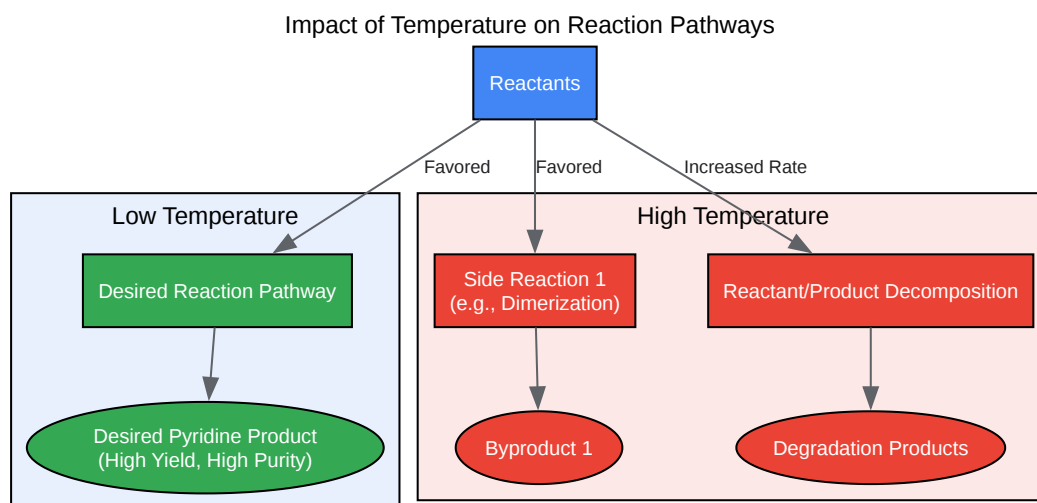 Impact of Temperature on Reaction Pathways
Reactants
Favored
Favored
Increased Rate
Low Temperature
High Temperature
Desired Reaction Pathway
Side Reaction 1
(e.g., Dimerization)
Reactant/Product Decomposition
Desired Pyridine Product
(High Yield, High Purity)
Byproduct 1
Degradation Products